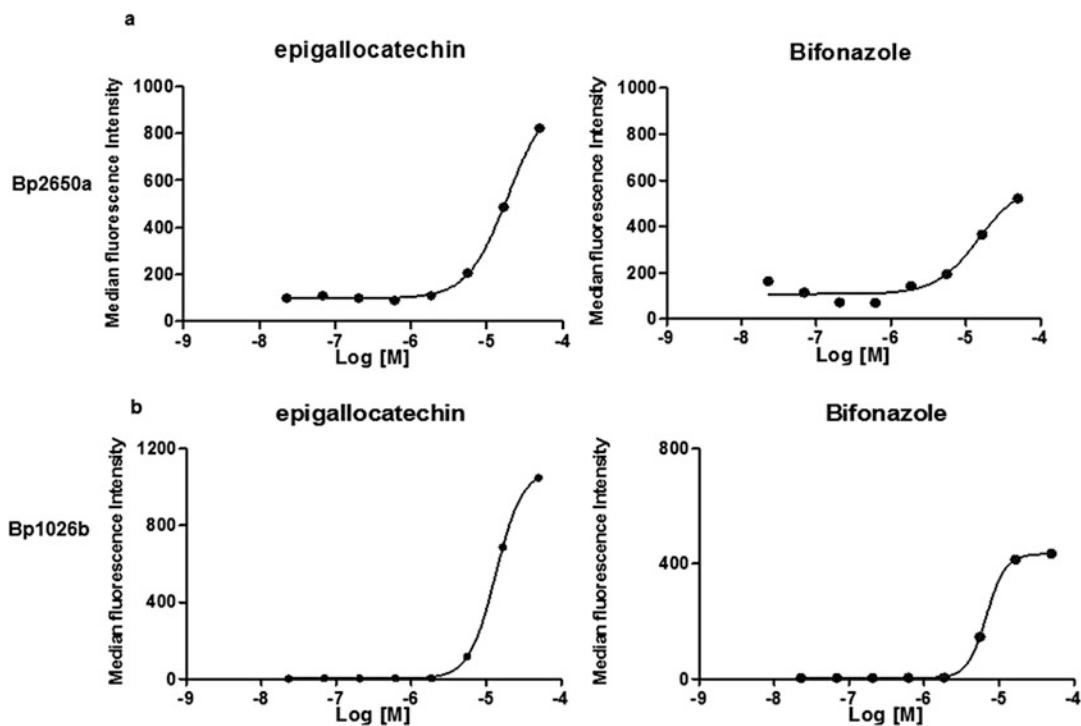 a
epigallocatechin
Bifonazole
Bp2650a
Median fluorescence Intensity
1000
800
600
400
200
0
-9 -8 -7 -6 -5 -4
Log [M]
Median fluorescence Intensity
1000
800
600
400
200
0
-9 -8 -7 -6 -5 -4
Log [M]
b
epigallocatechin
Bifonazole
Bp1026b
Median fluorescence Intensity
1200
800
400
0
-9 -8 -7 -6 -5 -4
Log [M]
Median fluorescence Intensity
800
400
0
-9 -8 -7 -6 -5 -4
Log [M]